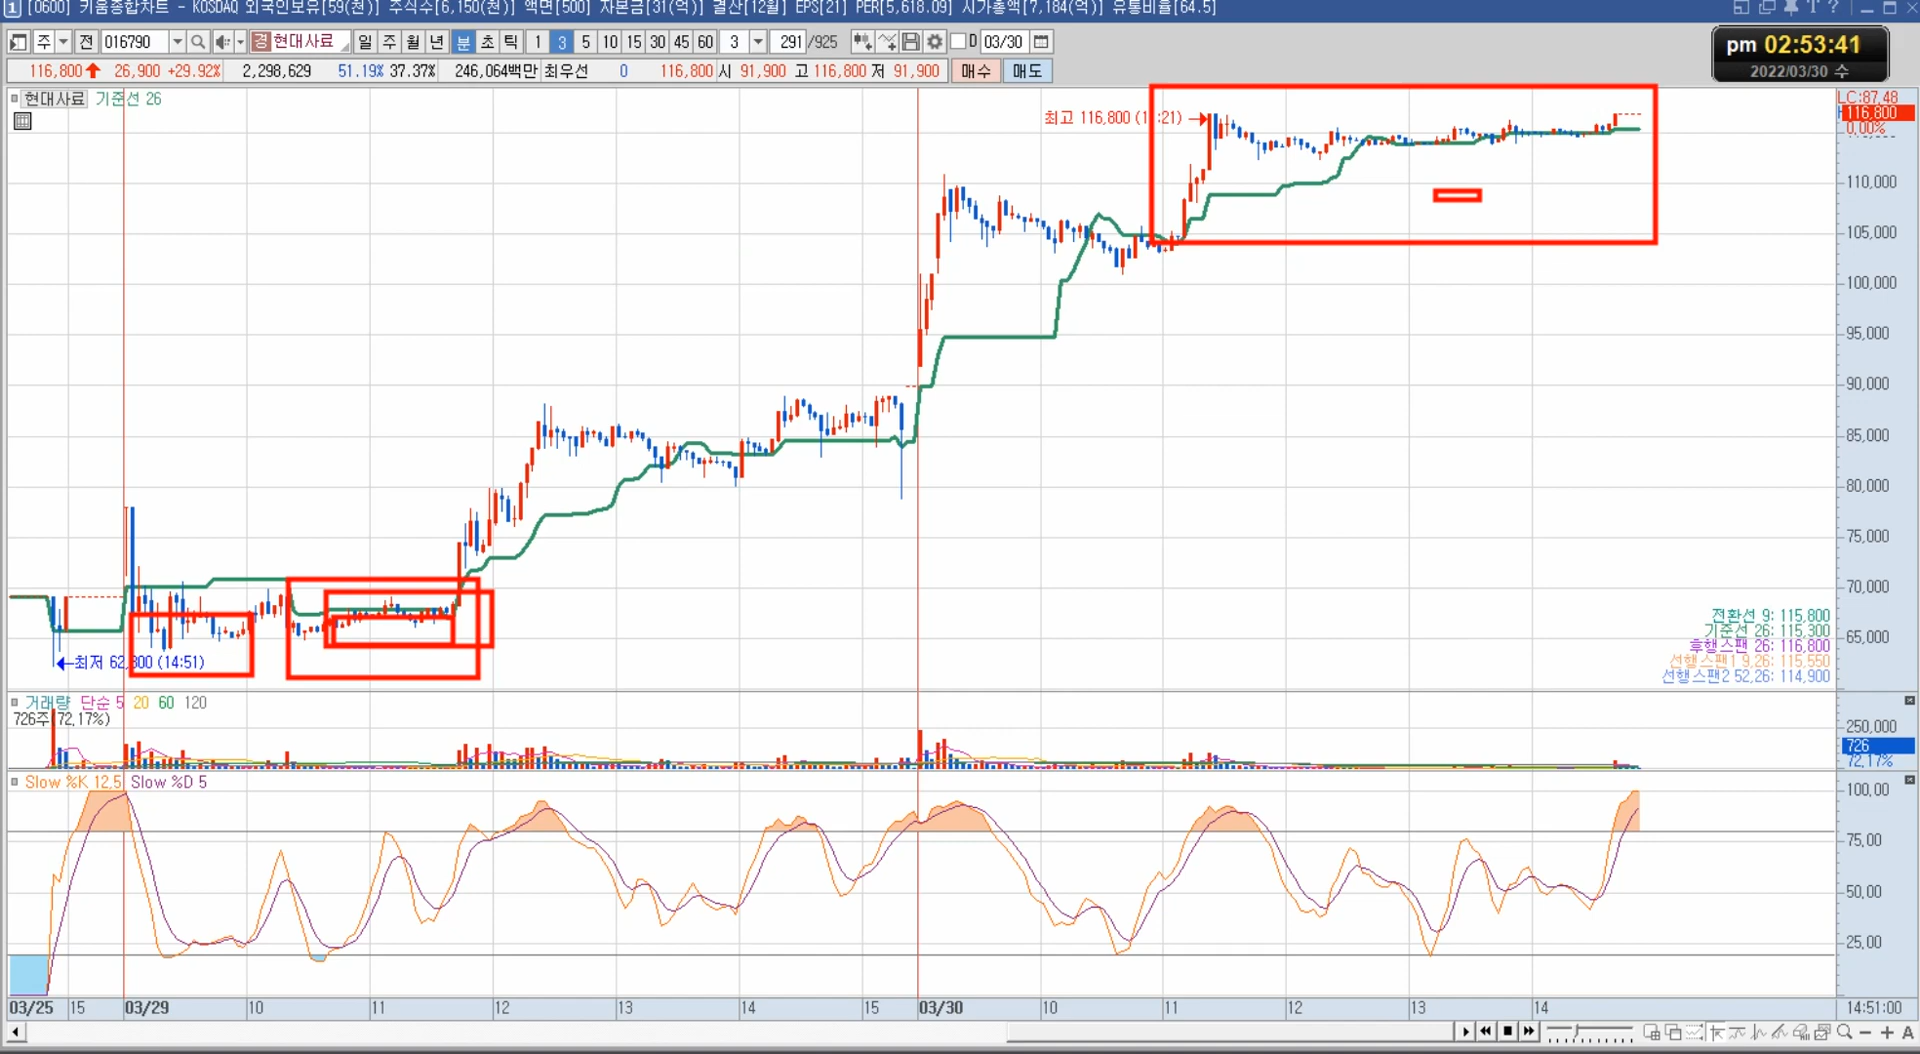 1 [0600] 키움종합차트 - KOSDAQ 외국인보유[59(천)] 주식수[6,150(천)] 액면[500] 자본금[31(억)] 결산[12월] EPS[21] PER[5,618.09] 시가총액[7,184(억)] 유통비율[64.5]
주 전 016790 경 현대사료 일 주 월 년 분 초 틱 1 3 5 10 15 30 45 60 3 291 /925 D 03/30
pm 02:53:41
2022/03/30 수
116,800 26,900 +29.92% 2,298,629 51.19% 37.37% 246,064백만 최우선 0 116,800 시 91,900 고 116,800 저 91,900 매수 매도
현대사료 기준선 26
LC:87.48
116,800
0.00%
최고 116,800
:21)
110,000
105,000
100,000
95,000
90,000
85,000
80,000
75,000
70,000
65,000
전환선 9: 115,800
기준선 26: 115,300
후행스팬 26: 116,800
선행스팬1 9,26: 115,550
선행스팬2 52,26: 114,900
최저 62,300 (14:51)
거래량 단순 5 20 60 120
726주(72.17%)
250,000
726
72.17%
Slow %K 12,5 Slow %D 5
100.00
75.00
50.00
25.00
03/25 15 03/29 10 11 12 13 14 15 03/30 10 11 12 13 14 14:51:00
A